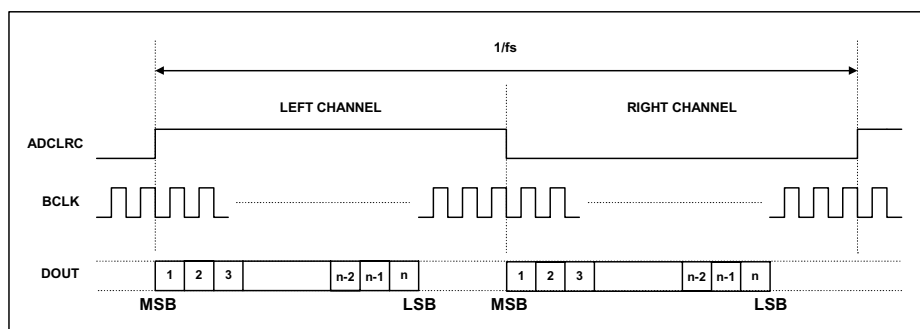 1/fs
LEFT CHANNEL RIGHT CHANNEL
ADCLRC
BCLK
DOUT 1 2 3 n-2 n-1 n 1 2 3 n-2 n-1 n
MSB LSB MSB LSB